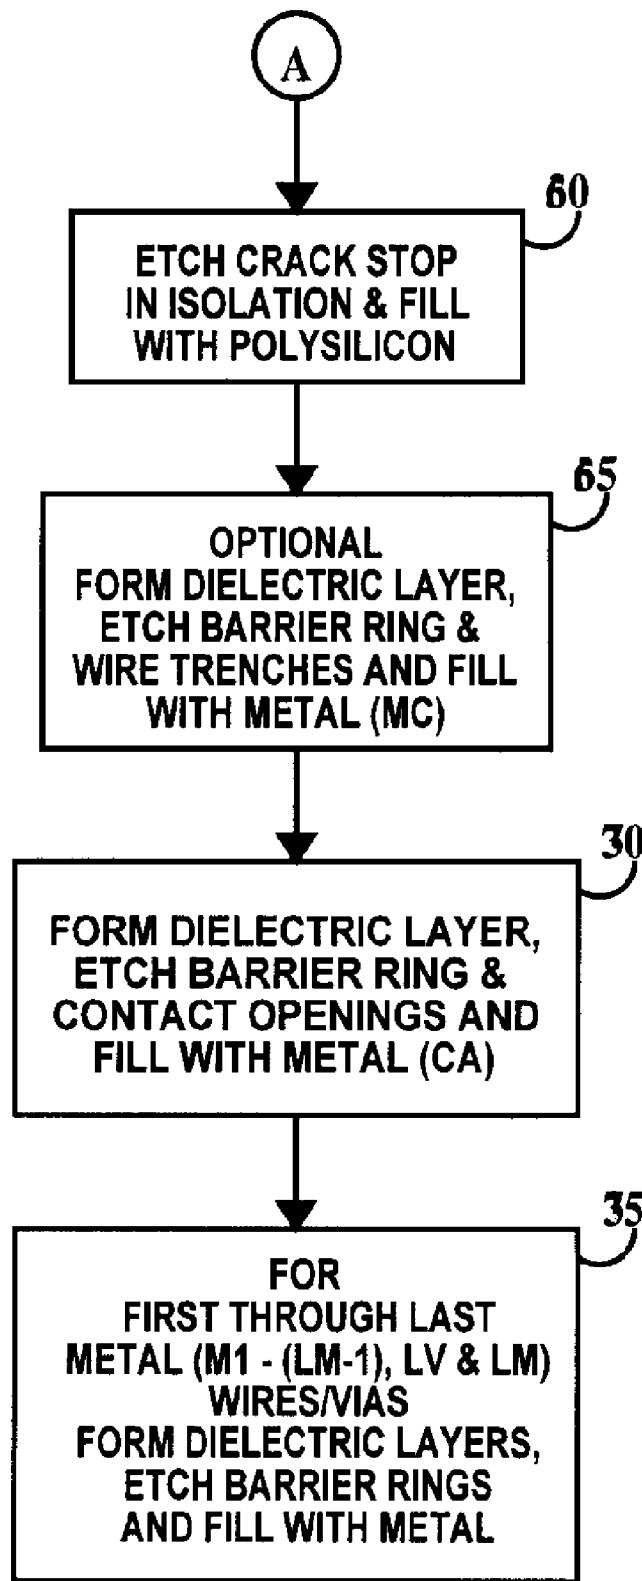 A
60
ETCH CRACK STOP
IN ISOLATION & FILL
WITH POLYSILICON
65
OPTIONAL
FORM DIELECTRIC LAYER,
ETCH BARRIER RING &
WIRE TRENCHES AND FILL
WITH METAL (MC)
30
FORM DIELECTRIC LAYER,
ETCH BARRIER RING &
CONTACT OPENINGS AND
FILL WITH METAL (CA)
35
FOR
FIRST THROUGH LAST
METAL (M1 - (LM-1), LV & LM)
WIRES/VIAS
FORM DIELECTRIC LAYERS,
ETCH BARRIER RINGS
AND FILL WITH METAL